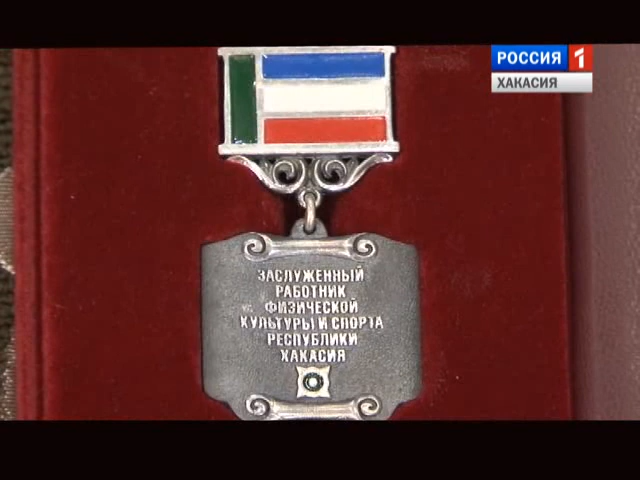 РОССИЯ 1
ХАКАСИЯ
ЗАСЛУЖЕННЫЙ
РАБОТНИК
ФИЗИЧЕСКОЙ
КУЛЬТУРЫ И СПОРТА
РЕСПУБЛИКИ
ХАКАСИЯ